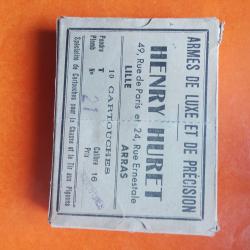 ARMES DE LUXE ET DE PRÉCISION
HENRY HURET
49, Rue de Paris et 24, Rue Ernestale
LILLE ARRAS
10 CARTOUCHES
Poudre T Calibre 16
Plomb No Prix
Spécialité de Cartouches pour la Chasse et le Tir aux Pigeons